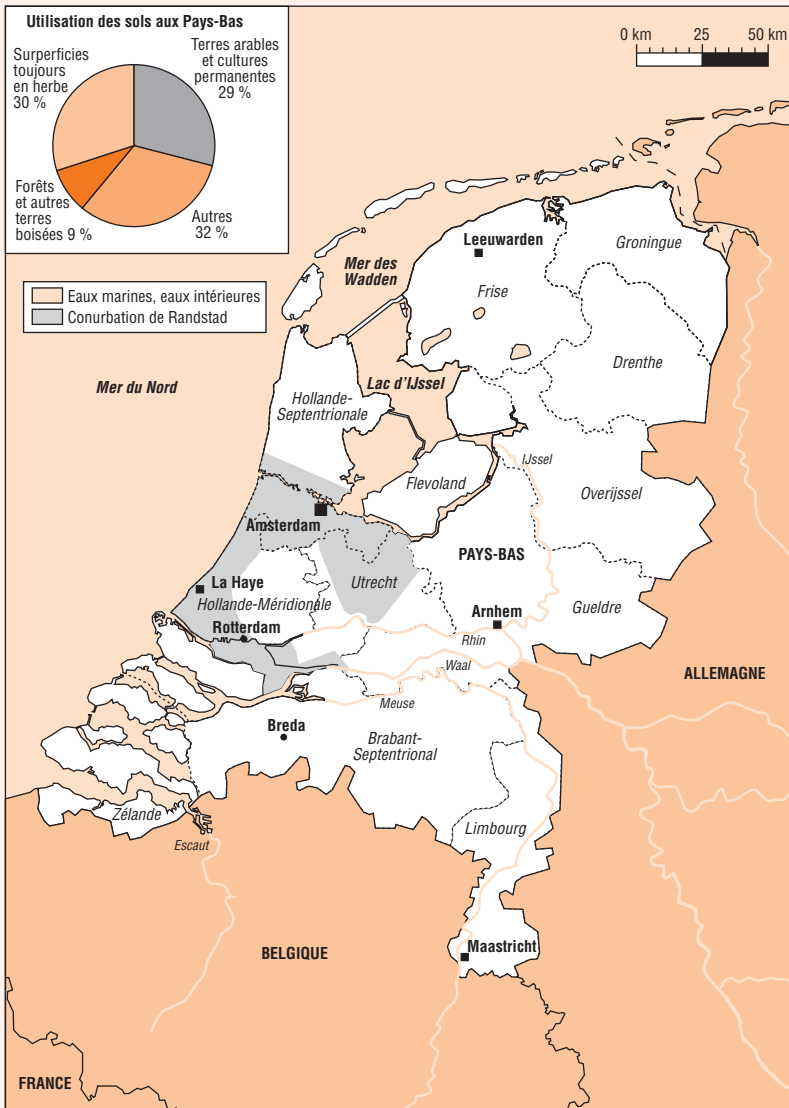 Utilisation des sols aux Pays-Bas
Surperficies
toujours
en herbe
30 %
Terres arables
et cultures
permanentes
29 %
Forêts
et autres
terres
boisées 9 %
Autres
32 %
0 km 25 50 km
Eaux marines, eaux intérieures
Conurbation de Randstad
Leeuwarden
Groningue
Mer des
Wadden
Frise
Drenthe
Mer du Nord
Lac d'IJssel
Hollande-
Septentrionale
IJssel
Flevoland
Overijssel
Amsterdam
PAYS-BAS
La Haye
Utrecht
Hollande-Méridionale
Gueldre
Arnhem
Rotterdam
Rhin
Waal
ALLEMAGNE
Meuse
Breda
Brabant-
Septentrional
Zélande
Limbourg
Escaut
Maastricht
BELGIQUE
FRANCE